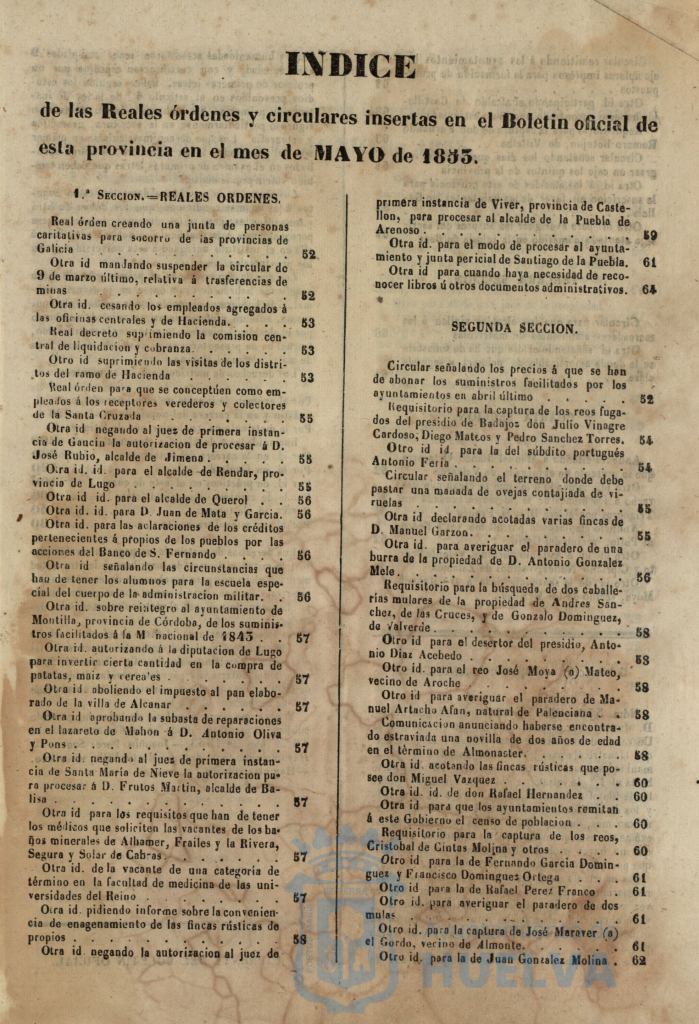 INDICE
de las Reales órdenes y circulares insertas en el Boletin oficial de
esta provincia en el mes de MAYO de 1853.
1.ª SECCION.=REALES ORDENES.
Real órden creando una junta de personas
caritativas para socorro de las provincias de
Galicia . . . . . . . . . . 52
Otra id mandando suspender la circular de
9 de marzo último, relativa á trasferencias de
minas . . . . . . . . . . 52
Otra id. cesando los empleados agregados á
las oficinas centrales y de Hacienda. . . . 53
Real decreto suprimiendo la comision cen-
tral de liquidacion y cobranza. . . . . . 53
Otro id suprimiendo las visitas de los distri-
tos del ramo de Hacienda . . . . . . 53
Real órden para que se conceptúen como em-
pleados á los receptores verederos y colectores
de la Santa Cruzada . . . . . . 55
Otra id negando al juez de primera instan-
cia de Gaucin la autorizacion de procesar á D.
José Rubio, alcalde de Jimena . . . . . 55
Otra id. id. para el alcalde de Rendar, pro-
vincia de Lugo . . . . . . . . 55
Otra id id. para el alcalde de Querol . . 56
Otra id. id. para D. Juan de Mata y Garcia. 56
Otra id. para las aclaraciones de los créditos
pertenecientes á propios de los pueblos por las
acciones del Banco de S. Fernando . . . . 56
Otra id señalando las circunstancias que
han de tener los alumnos para la escuela espe-
cial del cuerpo de la administracion militar. . 56
Otra id. sobre reintegro al ayuntamiento de
Montilla, provincia de Córdoba, de los suminis-
tros facilitados á la M nacional de 1843 . . 57
Otra id. autorizando á la diputacion de Lugo
para invertir cierta cantidad en la compra de
patatas, maiz y cereales . . . . . . 57
Otra id. aboliendo el impuesto al pan elabo-
rado de la villa de Alcanar . . . . . 57
Otra id aprobando la subasta de reparaciones
en el lazareto de Mahon á D. Antonio Oliva
y Pons . . . . . . . . . . 57
Otra id. negando al juez de primera instan-
cia de Santa Maria de Nieve la autorizacion pa-
ra procesar á D. Frutos Martin, alcalde de Ba-
lisa . . . . . . . . . . 57
Otra id para los requisitos que han de tener
los médicos que soliciten las vacantes de los ba-
ños minerales de Alhamer, Frailes y la Rivera,
Segura y Solar de Cabras. . . . . . . 57
Otra id. de la vacante de una categoria de
término en la facultad de medicina de las uni-
versidades del Reino . . . . . . . 57
Otra id. pidiendo informe sobre la convenien-
cia de enagenamiento de las fincas rústicas de
propios . . . . . . . . . . 58
Otra id. negando la autorizacion al juez de
primera instancia de Viver, provincia de Caste-
llon, para procesar al alcalde de la Puebla de
Arenoso . . . . . . . . . . 59
Otra id. para el modo de procesar al ayunta-
miento y junta pericial de Santiago de la Puebla. 61
Otra id para cuando haya necesidad de reco-
nocer libros ú otros documentos administrativos. 64
SEGUNDA SECCION.
Circular señalando los precios á que se han
de abonar los suministros facilitados por los
ayuntamientos en abril último . . . . . 52
Requisitorio para la captura de los reos fuga-
dos del presidio de Badajoz don Julio Vinagre
Cardoso, Diego Mateos y Pedro Sanchez Torres. 54
Otro id id. para la del súbdito portugués
Antonio Feria . . . . . . . . 54
Circular señalando el terreno donde debe
pastar una manada de ovejas contajiada de vi-
ruelas . . . . . . . . . . 55
Otra id declarando acotadas varias fincas de
D. Manuel Garzon. . . . . . . . 55
Otra id. para averiguar el paradero de una
burra de la propiedad de D. Antonio Gonzalez
Mele. . . . . . . . . . . 56
Requisitorio para la búsqueda de dos caballe-
rias mulares de la propiedad de Andres San-
chez, de las Cruces, y de Gonzalo Dominguez,
de Valverde . . . . . . . . . 58
Otro id para el desertor del presidio, Anto-
nio Diaz Acebedo . . . . . . . 58
Otro id. para el reo José Moya (a) Mateo,
vecino de Aroche . . . . . . . 58
Otro id para averiguar el paradero de Ma-
nuel Artacho Afan, natural de Palenciana . . 58
Comunicacion anunciando haberse encontra-
do estraviada una novilla de dos años de edad
en el término de Almonaster. . . . . . 58
Otra id. acotando las fincas rústicas que po-
see don Miguel Vazquez . . . . . . 60
Otra id. id. de don Rafael Hernandez . . 60
Otra id para que los ayuntamientos remitan
á este Gobierno el censo de poblacion . . . 60
Requisitorio para la captura de los reos,
Cristobal de Cintas Molina y otros . . . . 60
Otro id para la de Fernando Garcia Domin-
guez y Francisco Dominguez Ortega . . . 61
Otro id para la de Rafael Perez Franco . 61
Otro id. para averiguar el paradero de dos
mulas . . . . . . . . . . 61
Otro id. para la captura de José Maraver (a)
el Gordo, vecino de Almonte. . . . . . 61
Otro id. para la de Juan Gonzalez Molina . 62
HUELVA